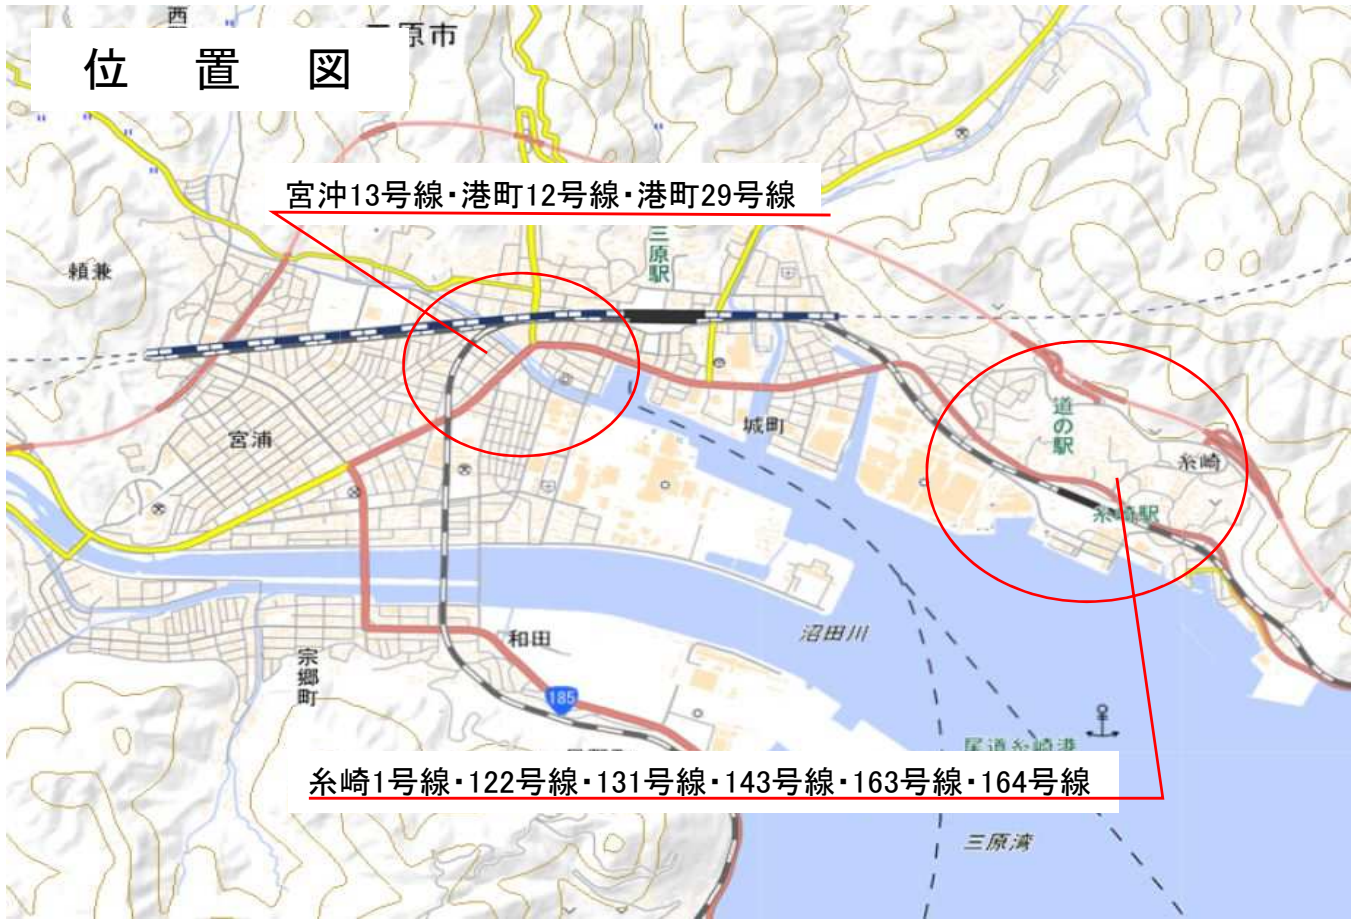 位 置 図
原市
宮沖13号線・港町12号線・港町29号線
三原駅
頼兼
道の駅
城町
宮浦
糸崎
糸崎駅
沼田川
和田
宗郷町
185
尾道糸崎港
糸崎1号線・122号線・131号線・143号線・163号線・164号線
三原湾